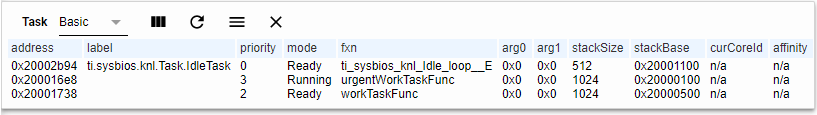 Task Basic
address label priority mode fxn arg0 arg1 stackSize stackBase curCoreId affinity
0x20002b94 ti.sysbios.knl.Task.IdleTask 0 Ready ti_sysbios_knl_Idle_loop__E 0x0 0x0 512 0x20001100 n/a n/a
0x200016e8 3 Running urgentWorkTaskFunc 0x0 0x0 1024 0x20000100 n/a n/a
0x20001738 2 Ready workTaskFunc 0x0 0x0 1024 0x20000500 n/a n/a